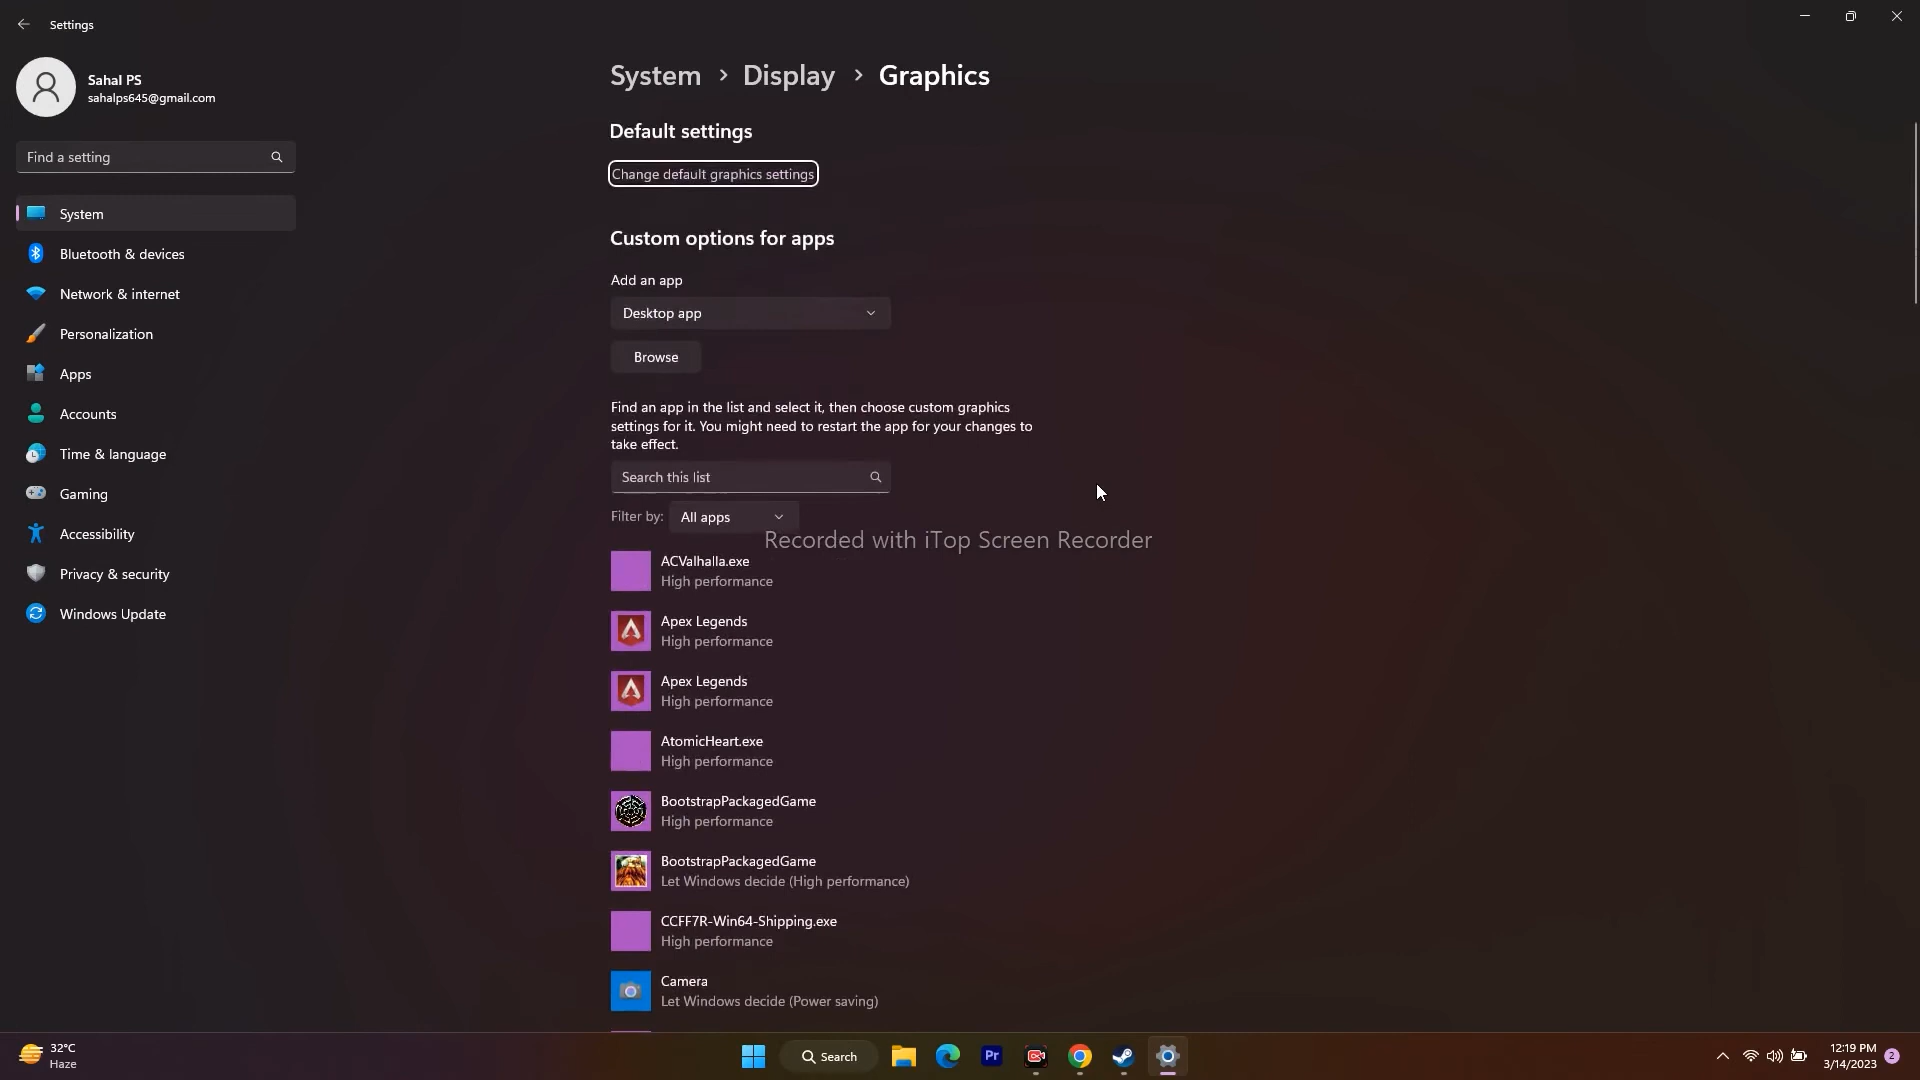 Settings
Sahal PS
sahalps645@gmail.com
Find a setting
System
Bluetooth & devices
Network & internet
Personalization
Apps
Accounts
Time & language
Gaming
Accessibility
Privacy & security
Windows Update
System > Display > Graphics
Default settings
Change default graphics settings
Custom options for apps
Add an app
Desktop app
Browse
Find an app in the list and select it, then choose custom graphics
settings for it. You might need to restart the app for your changes to
take effect.
Search this list
Filter by: All apps
Recorded with iTop Screen Recorder
ACValhalla.exe
High performance
Apex Legends
High performance
Apex Legends
High performance
AtomicHeart.exe
High performance
BootstrapPackagedGame
High performance
BootstrapPackagedGame
Let Windows decide (High performance)
CCFF7R-Win64-Shipping.exe
High performance
Camera
Let Windows decide (Power saving)
32°C
Haze
Search
Pr
12:19 PM
3/14/2023
2